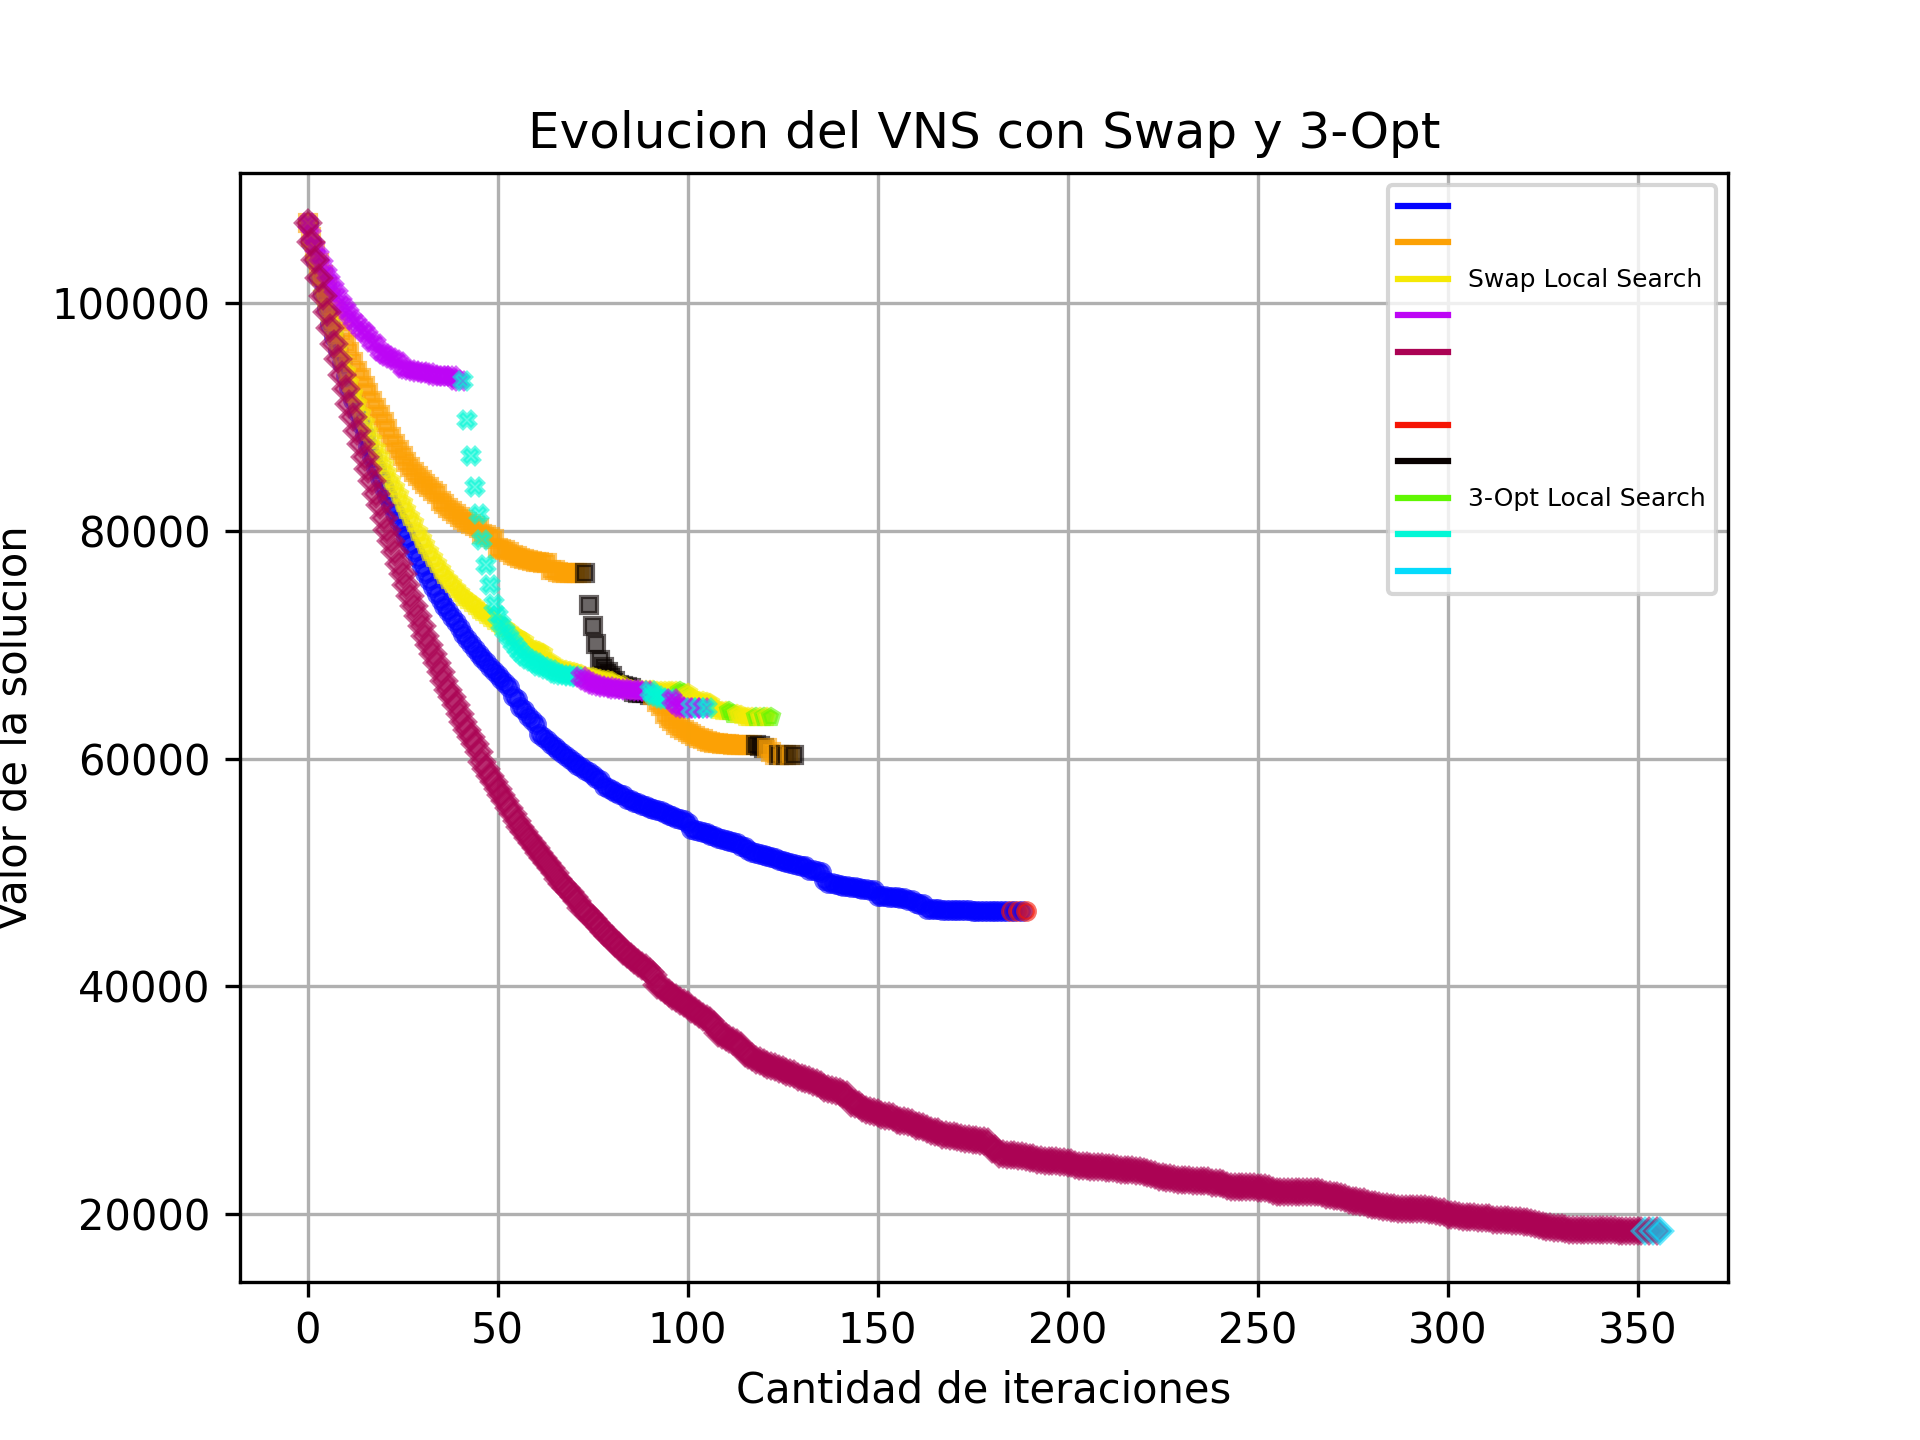 Evolucion del VNS con Swap y 3-Opt
Valor de la solucion
100000
80000
60000
40000
20000
Swap Local Search
3-Opt Local Search
0 50 100 150 200 250 300 350
Cantidad de iteraciones